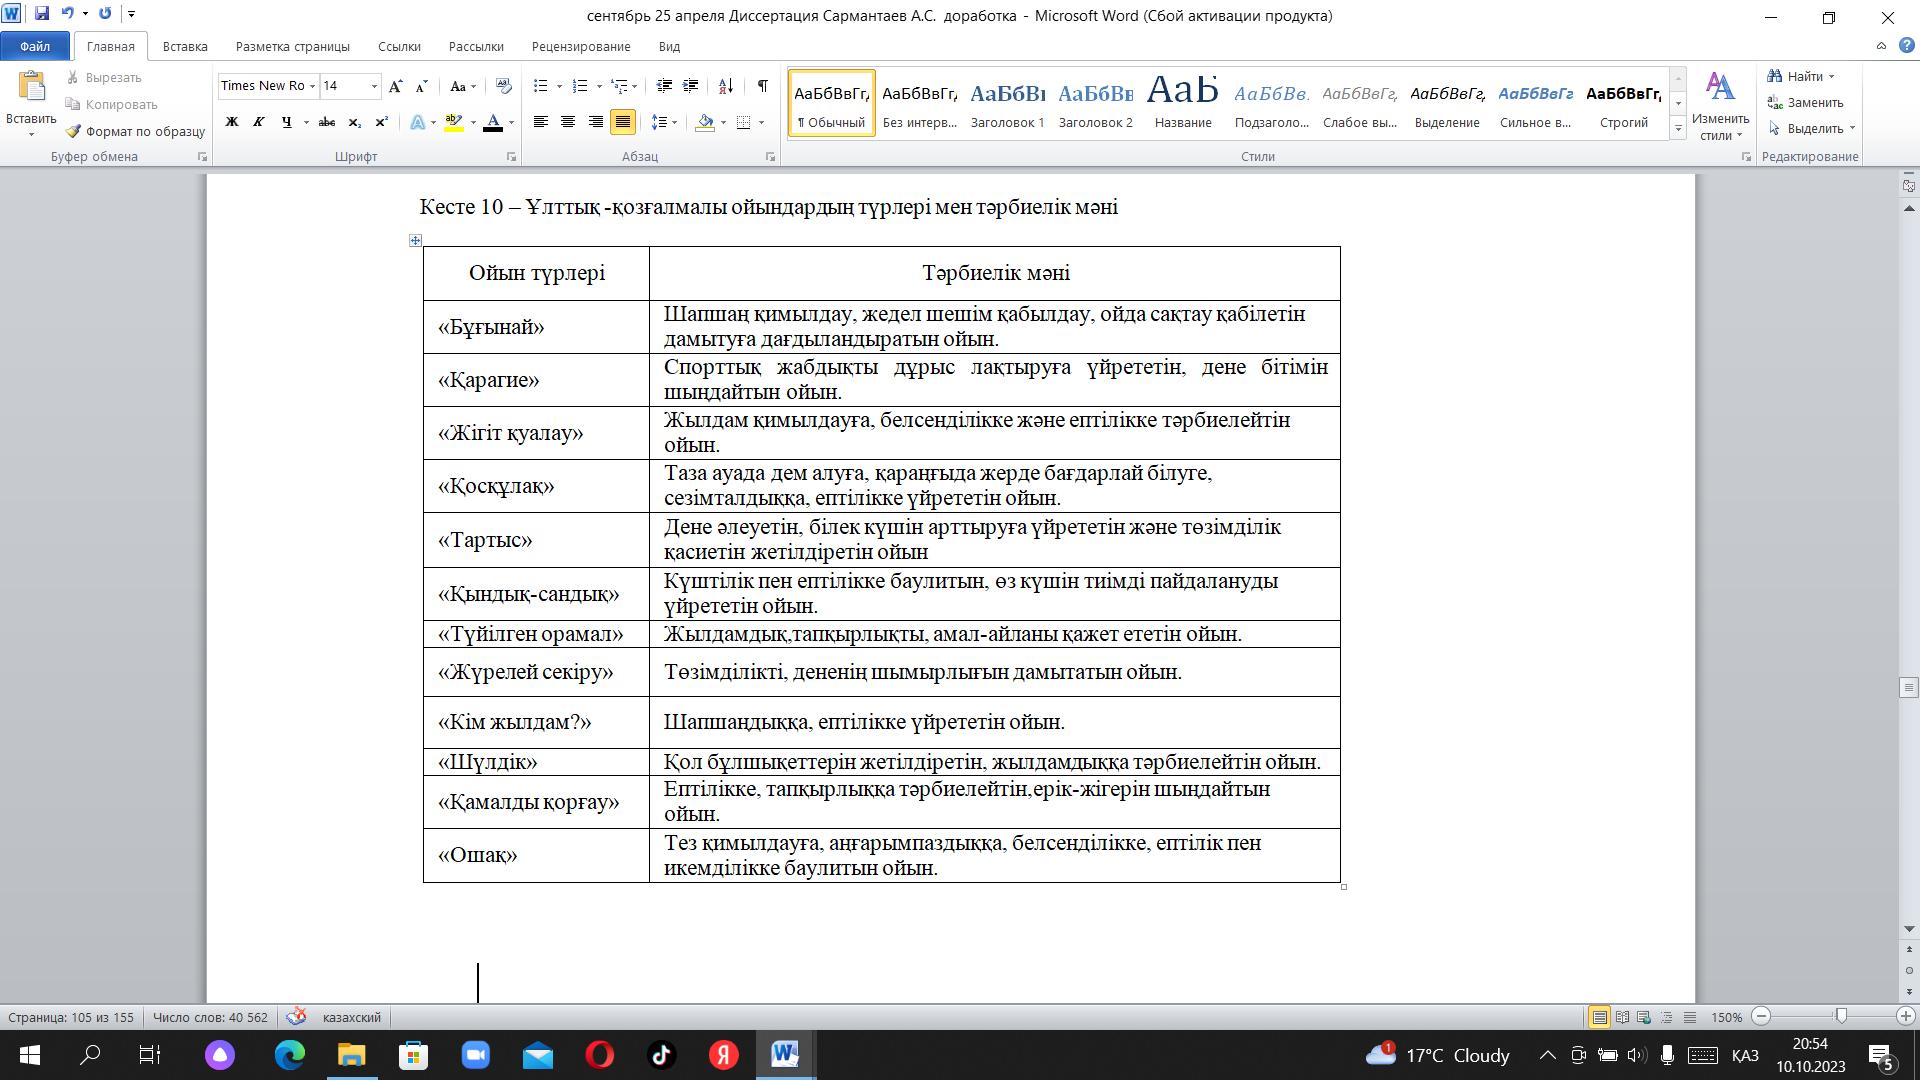 сентябрь 25 апреля Диссертация Сармантаев А.С.  доработка  -  Microsoft Word (Сбой активации продукта)
Файл Главная Вставка Разметка страницы Ссылки Рассылки Рецензирование Вид
Вставить
Вырезать
Копировать
Формат по образцу
Буфер обмена
Times New Ro 14
Ж К Ч abc x₂ x²
Шрифт
Абзац
АаБбВвГг, АаБбВвГг, АаБбВі АаБбВв АаБ АаБбВв. АаБбВвГг, АаБбВвГг, АаБбВвГг АаБбВвГг,
¶ Обычный Без интерв... Заголовок 1 Заголовок 2 Название Подзаголо... Слабое вы... Выделение Сильное в... Строгий
Стили
Изменить
стили
Найти
Заменить
Выделить
Редактирование
Кесте 10 – Ұлттық -қозғалмалы ойындардың түрлері мен тәрбиелік мәні
Ойын түрлері Тәрбиелік мәні
«Бұғынай» Шапшаң қимылдау, жедел шешім қабылдау, ойда сақтау қабілетін
дамытуға дағдыландыратын ойын.
«Қарагие» Спорттық жабдықты дұрыс лақтыруға үйрететін, дене бітімін
шыңдайтын ойын.
«Жігіт қуалау» Жылдам қимылдауға, белсенділікке және ептілікке тәрбиелейтін
ойын.
«Қосқұлақ» Таза ауада дем алуға, қараңғыда жерде бағдарлай білуге,
сезімталдыққа, ептілікке үйрететін ойын.
«Тартыс» Дене әлеуетін, білек күшін арттыруға үйрететін және төзімділік
қасиетін жетілдіретін ойын
«Қындық-сандық» Күштілік пен ептілікке баулитын, өз күшін тиімді пайдалануды
үйрететін ойын.
«Түйілген орамал» Жылдамдық,тапқырлықты, амал-айланы қажет ететін ойын.
«Жүрелей секіру» Төзімділікті, дененің шымырлығын дамытатын ойын.
«Кім жылдам?» Шапшаңдыққа, ептілікке үйрететін ойын.
«Шүлдік» Қол бұлшықеттерін жетілдіретін, жылдамдыққа тәрбиелейтін ойын.
«Қамалды қорғау» Ептілікке, тапқырлыққа тәрбиелейтін,ерік-жігерін шыңдайтын
ойын.
«Ошақ» Тез қимылдауға, аңғарымпаздыққа, белсенділікке, ептілік пен
икемділікке баулитын ойын.
Страница: 105 из 155 Число слов: 40 562 казахский 150%
17°C Cloudy ҚАЗ 20:54
10.10.2023 5